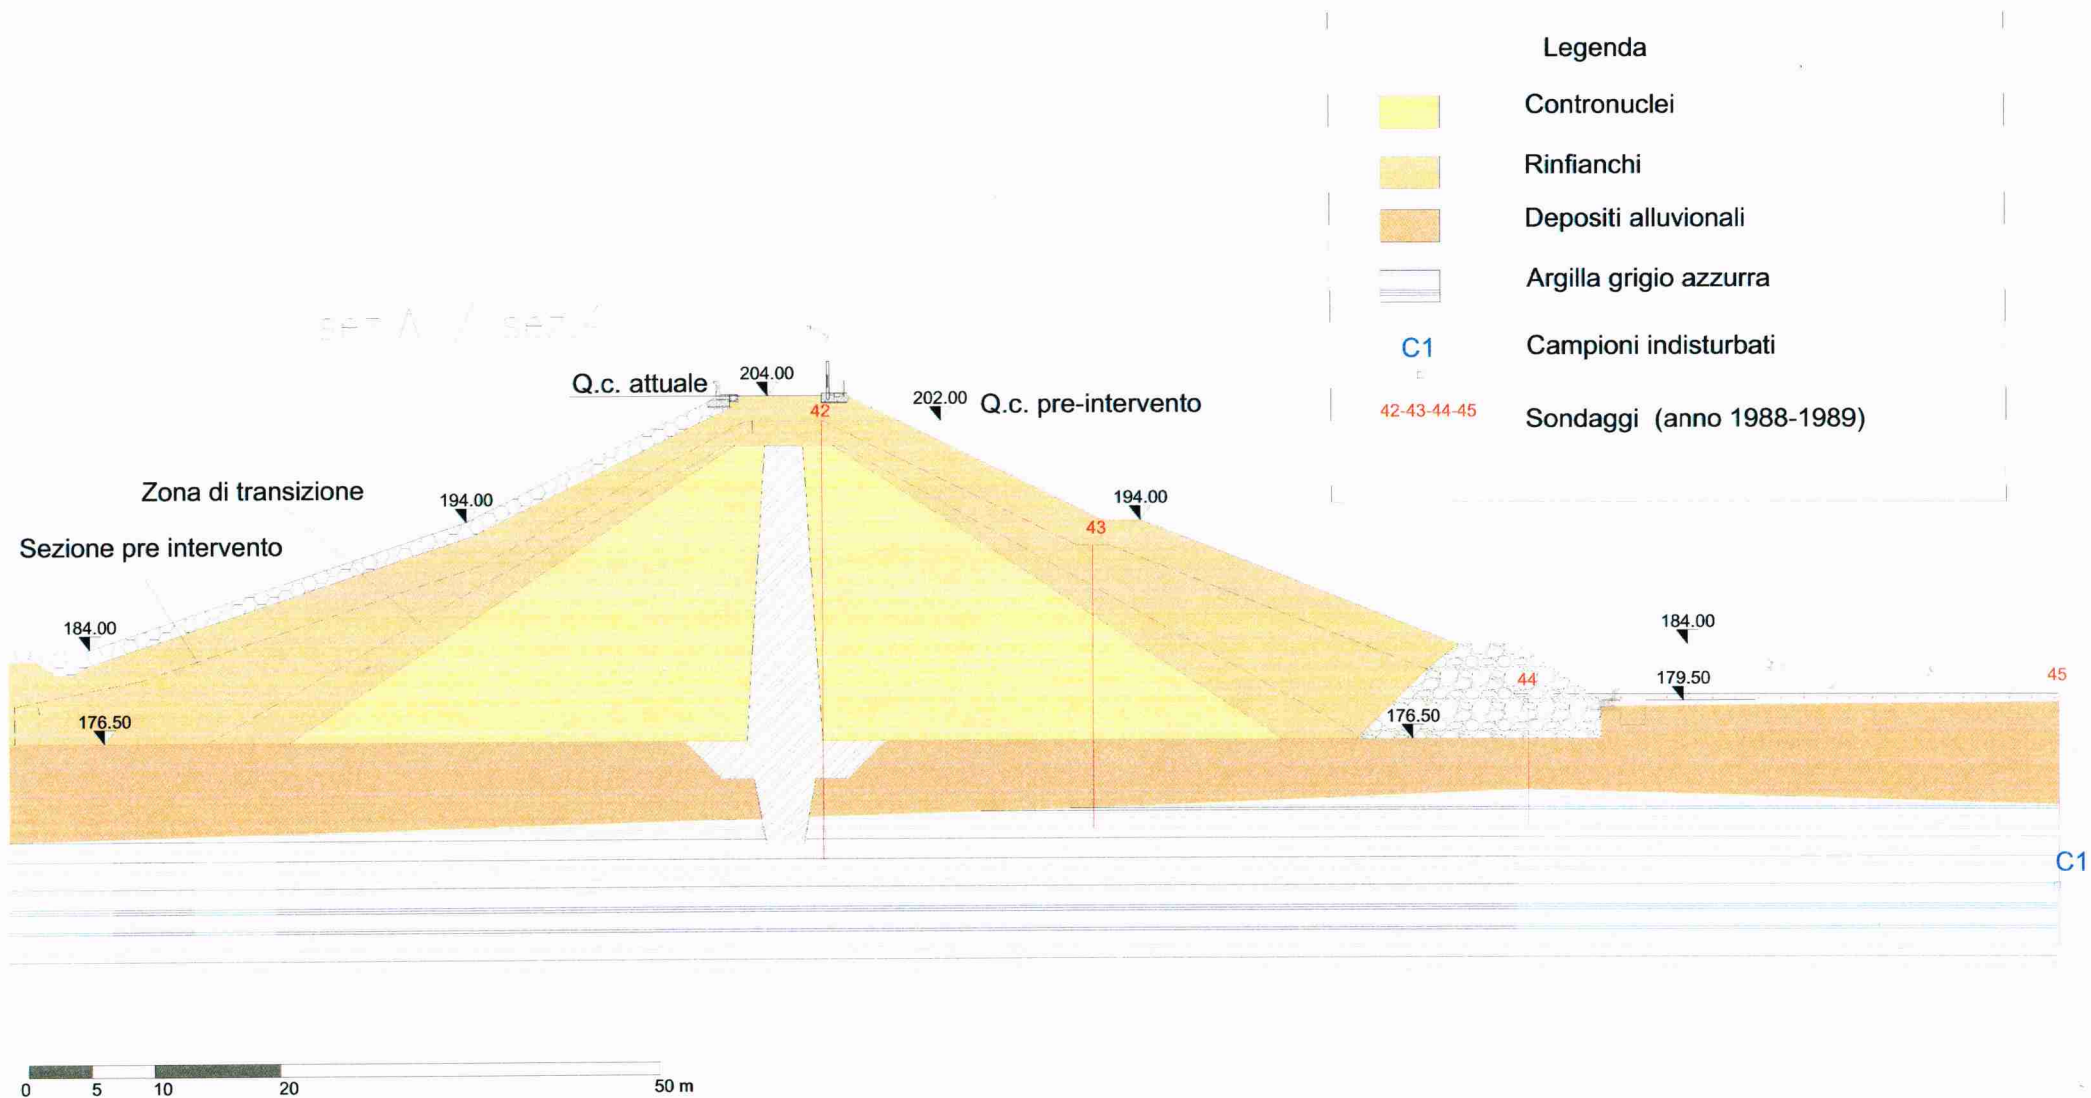 Legenda
Contronuclei
Rinfianchi
Depositi alluvionali
Argilla grigio azzurra
C1 Campioni indisturbati
42-43-44-45 Sondaggi (anno 1988-1989)
sez A / sez
Q.c. attuale
204.00
42
202.00
Q.c. pre-intervento
Zona di transizione
194.00
194.00
43
Sezione pre intervento
184.00
184.00
44
179.50
45
176.50
176.50
C1
0 5 10 20 50 m